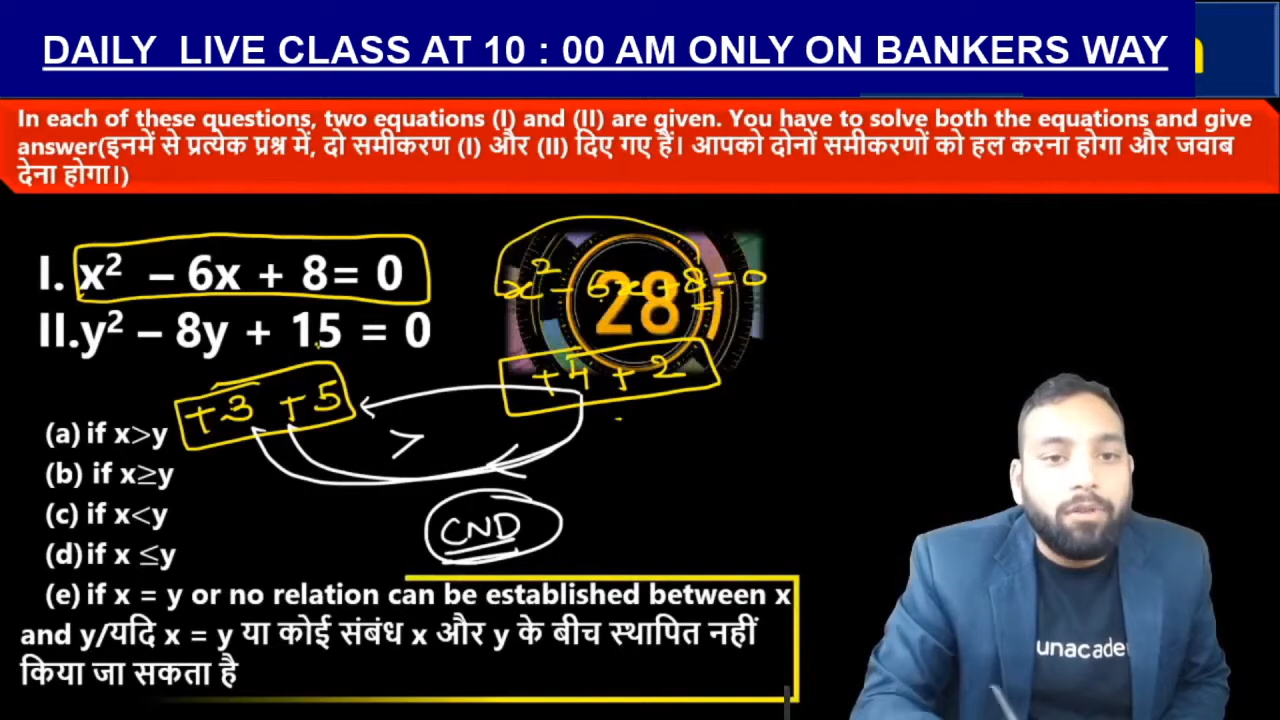 DAILY LIVE CLASS AT 10 : 00 AM ONLY ON BANKERS WAY
In each of these questions, two equations (I) and (II) are given. You have to solve both the equations and give
answer(इनमें से प्रत्येक प्रश्न में, दो समीकरण (I) और (II) दिए गए हैं। आपको दोनों समीकरणों को हल करना होगा और जवाब
देना होगा।)
I. x² – 6x + 8= 0
x² - 6x + 8 = 0
28
II.y² – 8y + 15 = 0
+4 +2
+3 +5
>
(a) if x>y
(b) if x≥y
(c) if x<y
CND
(d) if x ≤y
(e) if x = y or no relation can be established between x
and y/यदि x = y या कोई संबंध x और y के बीच स्थापित नहीं
किया जा सकता है
unacade